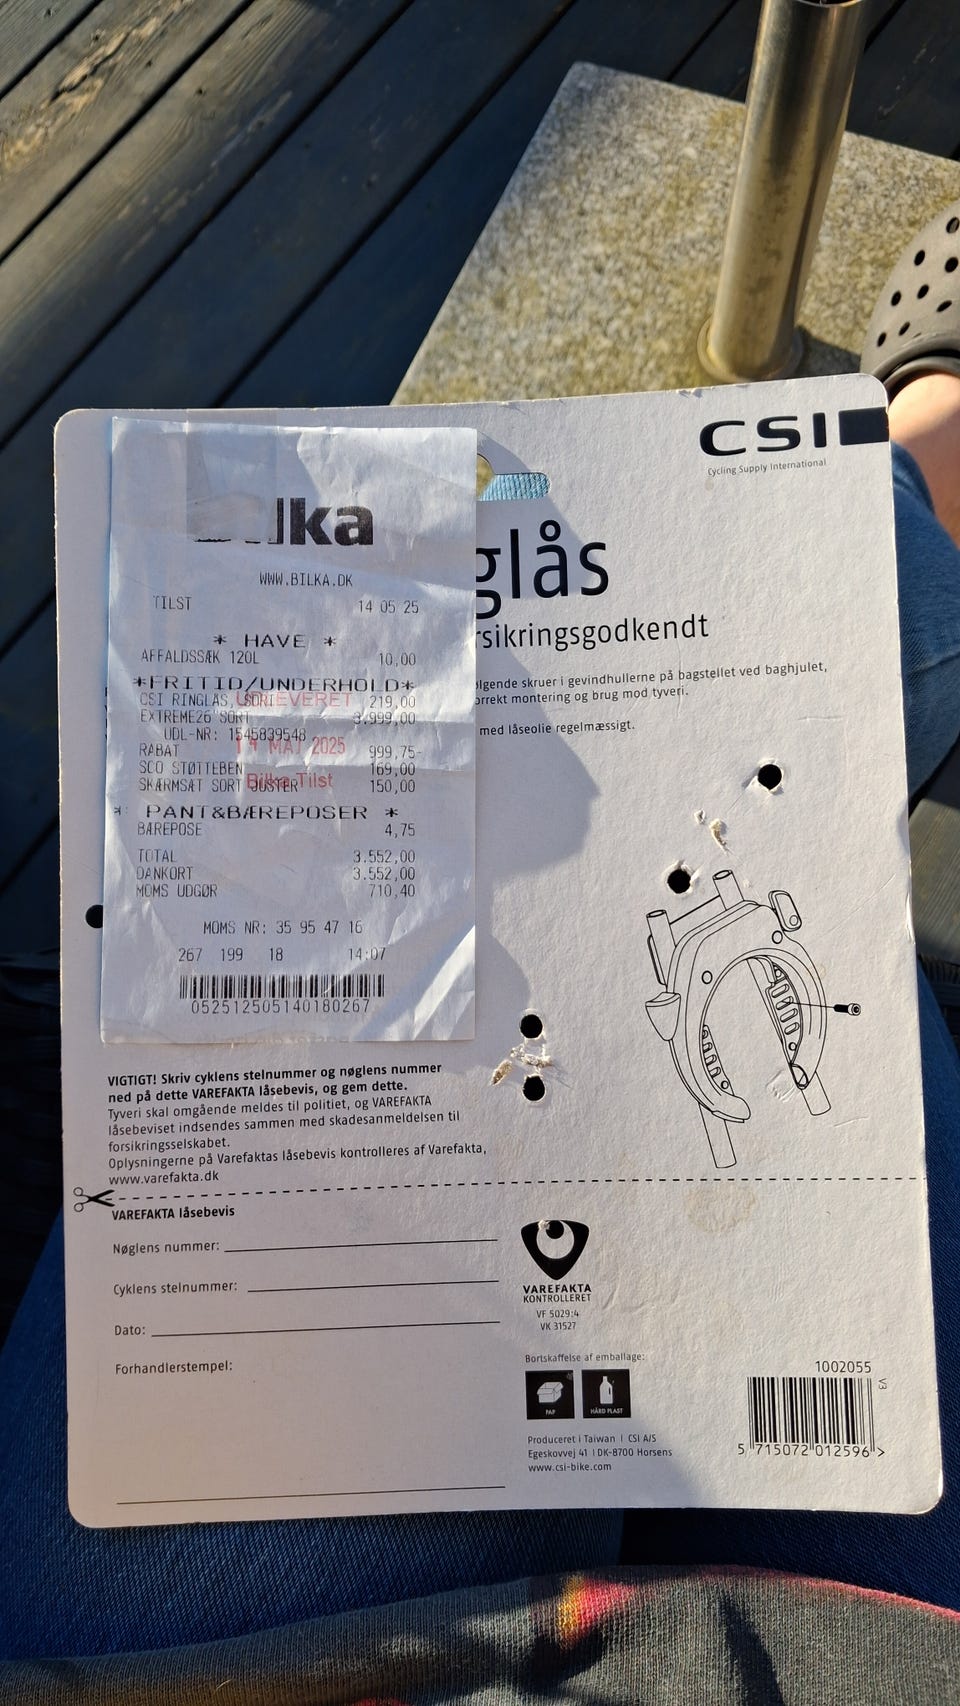 CSI
Cycling Supply International
lka
WWW.BILKA.DK
TILST 14 05 25
* HAVE *
AFFALDSSÆK 120L 10,00
*FRITID/UNDERHOLD*
CSI RINGLÅS, SORT 219,00
UDLEVERET
EXTREME26 SORT 3.999,00
UDL-NR: 1545839548
14 MAJ 2025
RABAT 999,75-
SCO STØTTEBEN 169,00
SKÆRMSÆT SORT JUSTER 150,00
Bilka Tilst
* PANT&BÆREPOSER *
BÆREPOSE 4,75
TOTAL 3.552,00
DANKORT 3.552,00
MOMS UDGØR 710,40
MOMS NR: 35 95 47 16
267 199 18 14:07
052512505140180267
glås
rsikringsgodkendt
ølgende skruer i gevindhullerne på bagstellet ved baghjulet,
orrekt montering og brug mod tyveri.
med låseolie regelmæssigt.
VIGTIGT! Skriv cyklens stelnummer og nøglens nummer
ned på dette VAREFAKTA låsebevis, og gem dette.
Tyveri skal omgående meldes til politiet, og VAREFAKTA
låsebeviset indsendes sammen med skadesanmeldelsen til
forsikringsselskabet.
Oplysningerne på Varefaktas låsebevis kontrolleres af Varefakta,
www.varefakta.dk
VAREFAKTA låsebevis
Nøglens nummer:
Cyklens stelnummer:
Dato:
Forhandlerstempel:
VAREFAKTA
KONTROLLERET
VF 5029:4
VK 31527
Bortskaffelse af emballage:
PAP HÅRD PLAST
Produceret i Taiwan | CSI A/S
Egeskovvej 41 | DK-8700 Horsens
www.csi-bike.com
1002055
V3
5 715072 012596 >